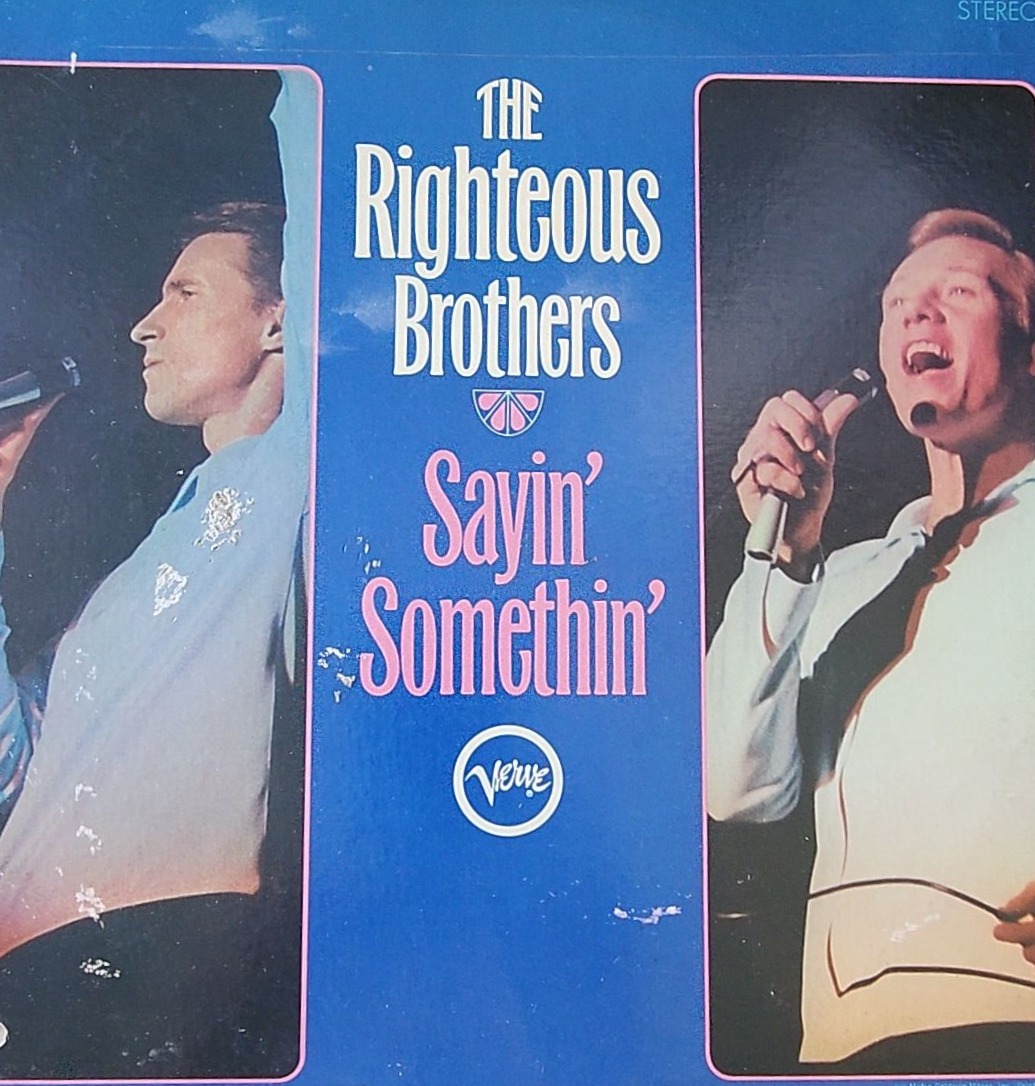 STEREO
THE
Righteous
Brothers
Sayin'
Somethin'
Verve